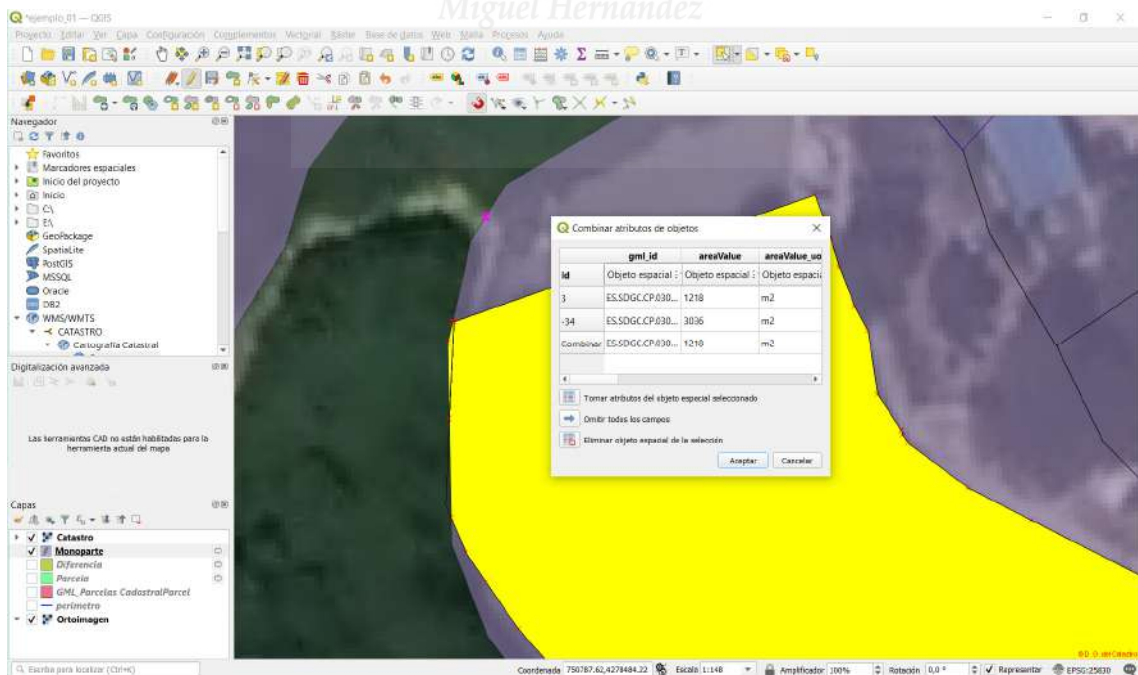 Miguel Hernández
*ejemplo_01 — QGIS
Proyecto Editar Ver Capa Configuración Complementos Vectorial Ráster Base de datos Web Malla Procesos Ayuda
Navegador
Favoritos
Marcadores espaciales
Inicio del proyecto
Inicio
C:\
E:\
GeoPackage
SpatiaLite
PostGIS
MSSQL
Oracle
DB2
WMS/WMTS
CATASTRO
Cartografía Catastral
Digitalización avanzada
Las herramientas CAD no están habilitadas para la
herramienta actual del mapa
Capas
Catastro
Monoparte
Diferencia
Parcela
GML_Parcelas CadastralParcel
perimetro
Ortoimagen
Combinar atributos de objetos
gml_id areaValue areaValue_uo
Id Objeto espacial Objeto espacial Objeto espacia
3 ES.SDGC.CP.030... 1218 m2
-34 ES.SDGC.CP.030... 3036 m2
Combinar ES.SDGC.CP.030... 1218 m2
Tomar atributos del objeto espacial seleccionado
Omitir todos los campos
Eliminar objeto espacial de la selección
Aceptar Cancelar
Escriba para localizar (Ctrl+K)
Coordenada 750787.62,4278484.22 Escala 1:148 Amplificador 100% Rotación 0,0 ° Representar EPSG:25830